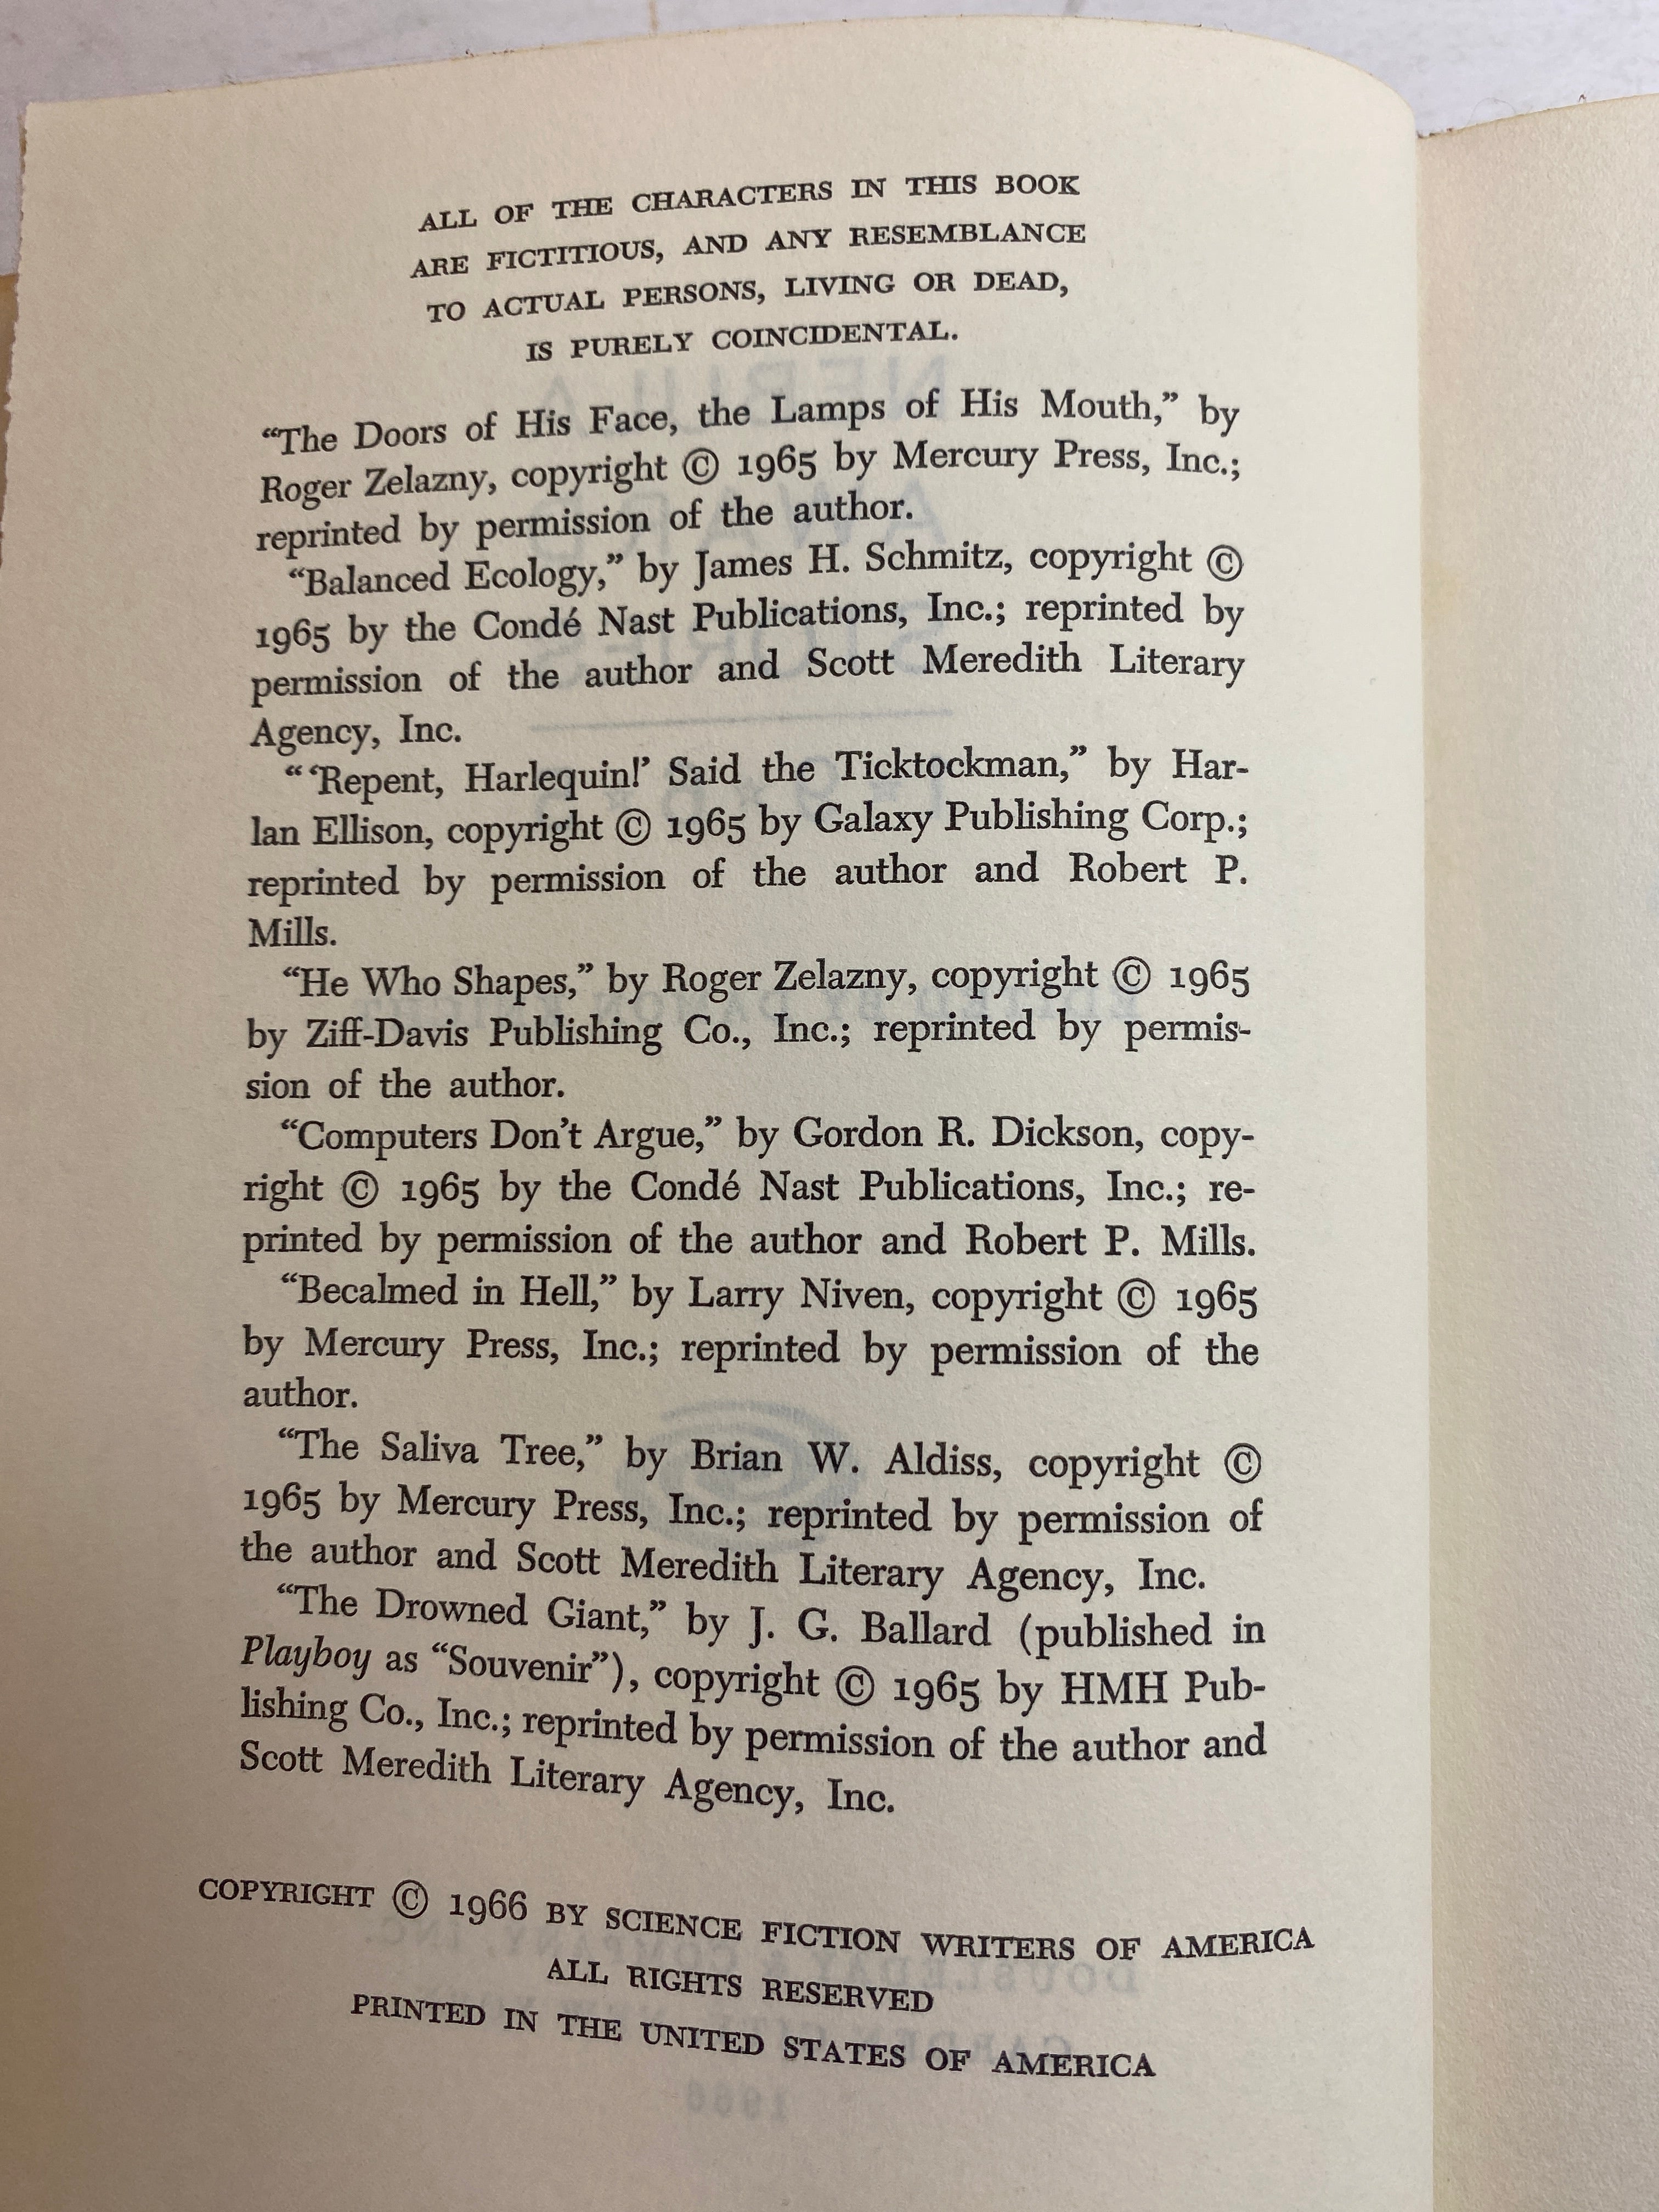 ALL OF THE CHARACTERS IN THIS BOOK
ARE FICTITIOUS, AND ANY RESEMBLANCE
TO ACTUAL PERSONS, LIVING OR DEAD,
IS PURELY COINCIDENTAL.
“The Doors of His Face, the Lamps of His Mouth,” by
Roger Zelazny, copyright © 1965 by Mercury Press, Inc.;
reprinted by permission of the author.
“Balanced Ecology,” by James H. Schmitz, copyright ©
1965 by the Condé Nast Publications, Inc.; reprinted by
permission of the author and Scott Meredith Literary
Agency, Inc.
“ ‘Repent, Harlequin!’ Said the Ticktockman,” by Har-
lan Ellison, copyright © 1965 by Galaxy Publishing Corp.;
reprinted by permission of the author and Robert P.
Mills.
“He Who Shapes,” by Roger Zelazny, copyright © 1965
by Ziff-Davis Publishing Co., Inc.; reprinted by permis-
sion of the author.
“Computers Don’t Argue,” by Gordon R. Dickson, copy-
right © 1965 by the Condé Nast Publications, Inc.; re-
printed by permission of the author and Robert P. Mills.
“Becalmed in Hell,” by Larry Niven, copyright © 1965
by Mercury Press, Inc.; reprinted by permission of the
author.
“The Saliva Tree,” by Brian W. Aldiss, copyright ©
1965 by Mercury Press, Inc.; reprinted by permission of
the author and Scott Meredith Literary Agency, Inc.
“The Drowned Giant,” by J. G. Ballard (published in
Playboy as “Souvenir”), copyright © 1965 by HMH Pub-
lishing Co., Inc.; reprinted by permission of the author and
Scott Meredith Literary Agency, Inc.
COPYRIGHT © 1966 BY SCIENCE FICTION WRITERS OF AMERICA
ALL RIGHTS RESERVED
PRINTED IN THE UNITED STATES OF AMERICA